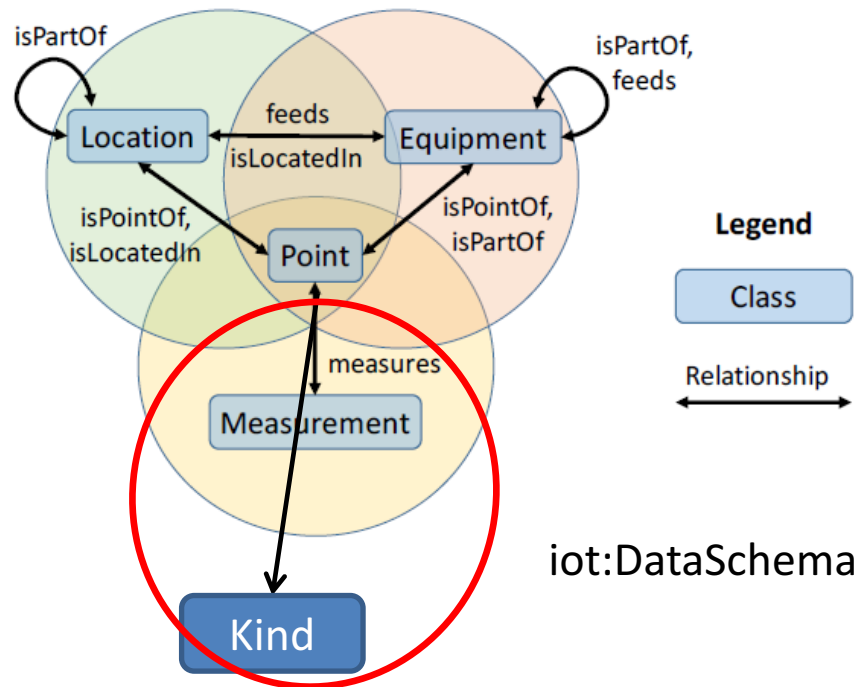 isPartOf
isPartOf,
feeds
Location
feeds
isLocatedIn
Equipment
isPointOf,
isLocatedIn
isPointOf,
isPartOf
Point
measures
Measurement
Kind
Legend
Class
Relationship
iot:DataSchema